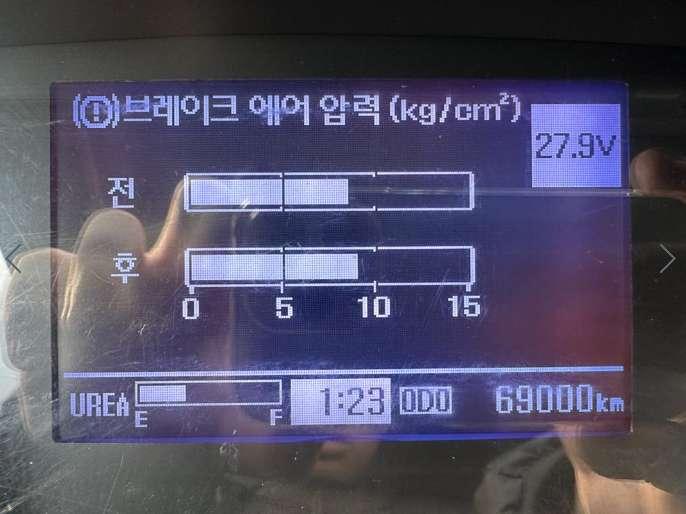 (!)브레이크 에어 압력 (kg/cm²)
27.9V
전
후
0 5 10 15
UREA E F 1:23 ODO 69000km